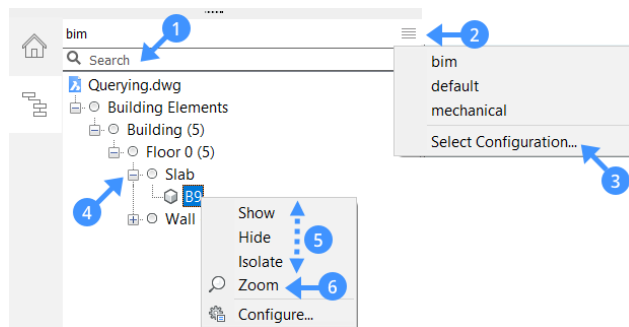 bim
1
2
Search
Querying.dwg
Building Elements
Building (5)
Floor 0 (5)
Slab
B9
Wall
4
bim
default
mechanical
Select Configuration...
3
Show
Hide
Isolate
5
Zoom
6
Configure...